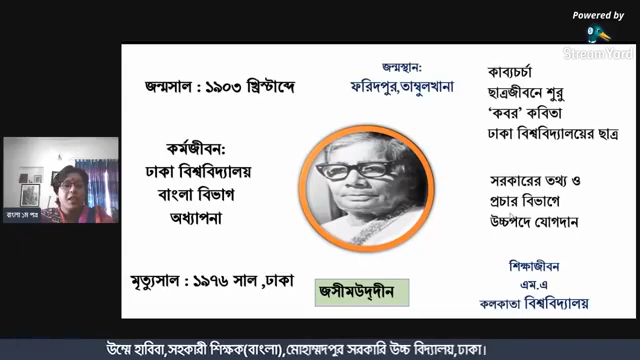 Powered by
StreamYard
জন্মসাল : ১৯০৩ খ্রিস্টাব্দে
জন্মস্থান:
ফরিদপুর,তাম্বুলখানা
কাব্যচর্চা
ছাত্রজীবনে শুরু
‘কবর’ কবিতা
ঢাকা বিশ্ববিদ্যালয়ের ছাত্র
কর্মজীবন:
ঢাকা বিশ্ববিদ্যালয়
বাংলা বিভাগ
অধ্যাপনা
সরকারের তথ্য ও
প্রচার বিভাগে
উচ্চপদে যোগদান
বাংলা ১ম পত্র
মৃত্যুসাল : ১৯৭৬ সাল ,ঢাকা
জসীমউদ্‌দীন
শিক্ষাজীবন
এম.এ
কলকাতা বিশ্ববিদ্যালয়
উম্মে হাবিবা,সহকারী শিক্ষক(বাংলা),মোহাম্মদপুর সরকারি উচ্চ বিদ্যালয়,ঢাকা।